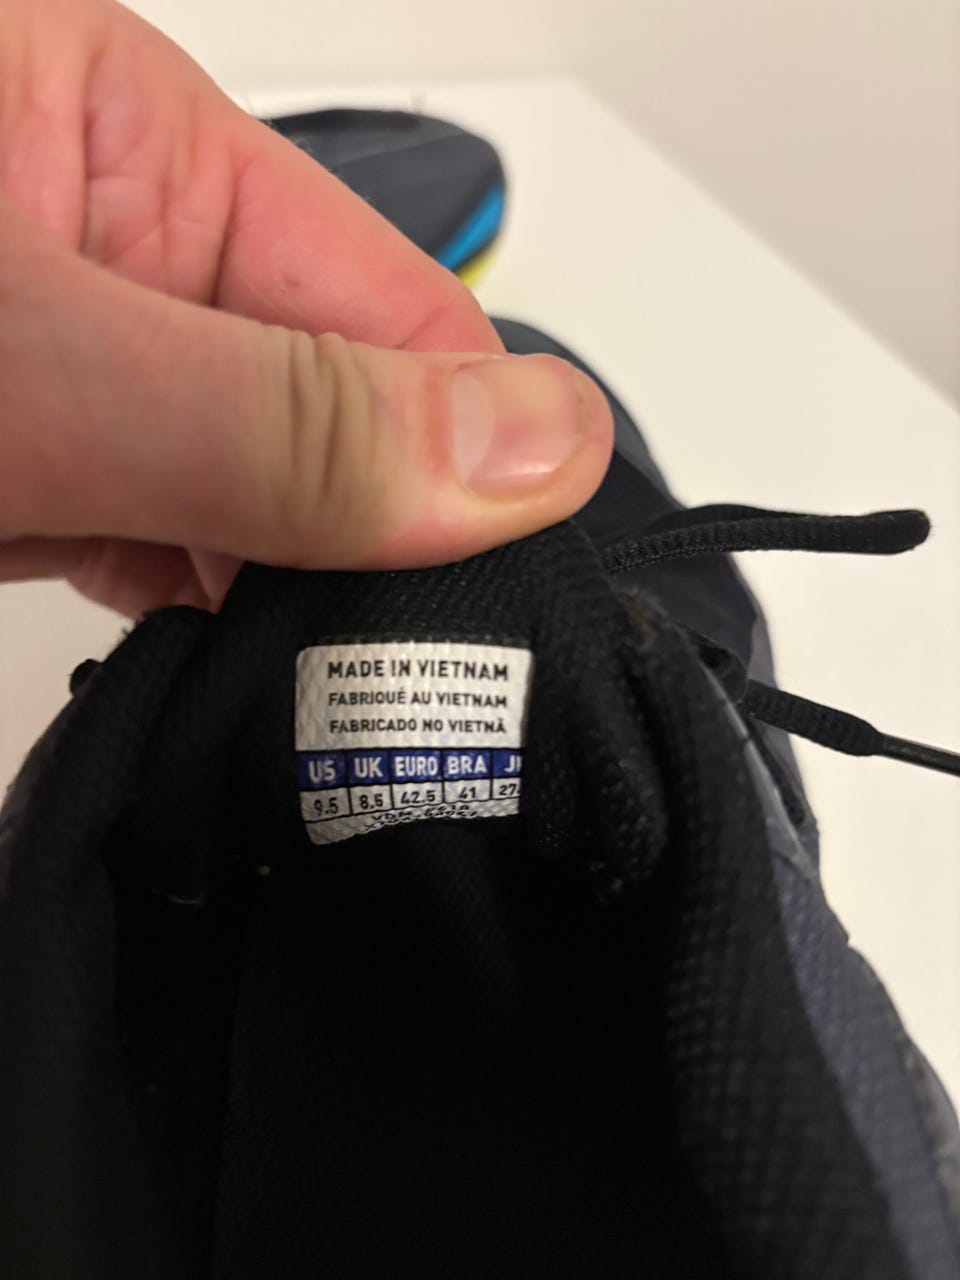 MADE IN VIETNAM
FABRIQUÉ AU VIETNAM
FABRICADO NO VIETNÃ
US UK EURO BRA
9.5 8.5 42.5 41 27.